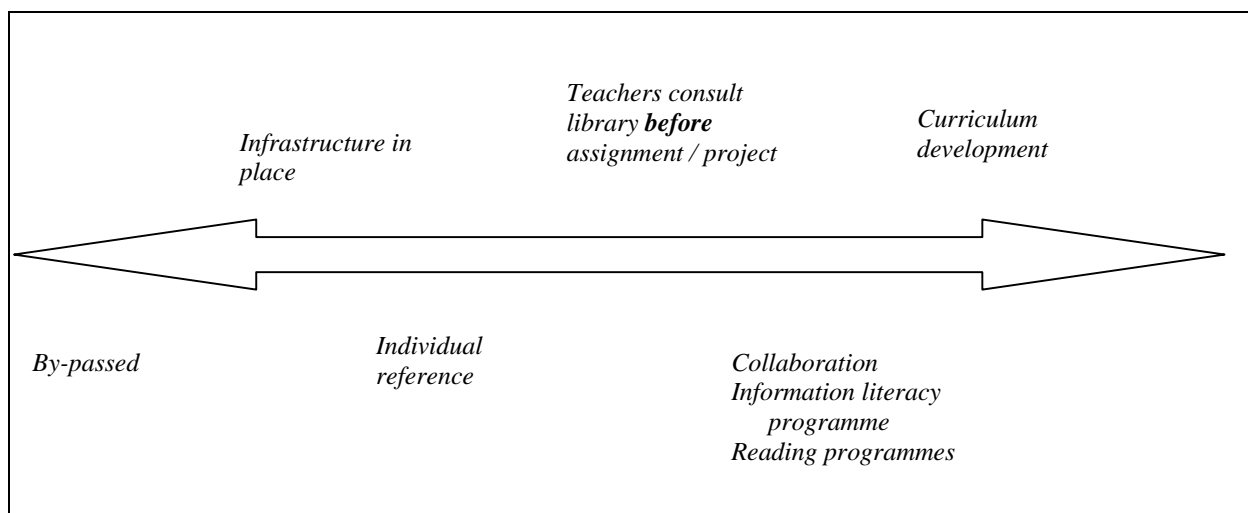 Teachers consult
library before
assignment / project
Curriculum
development
Infrastructure in
place
By-passed
Individual
reference
Collaboration
Information literacy
programme
Reading programmes